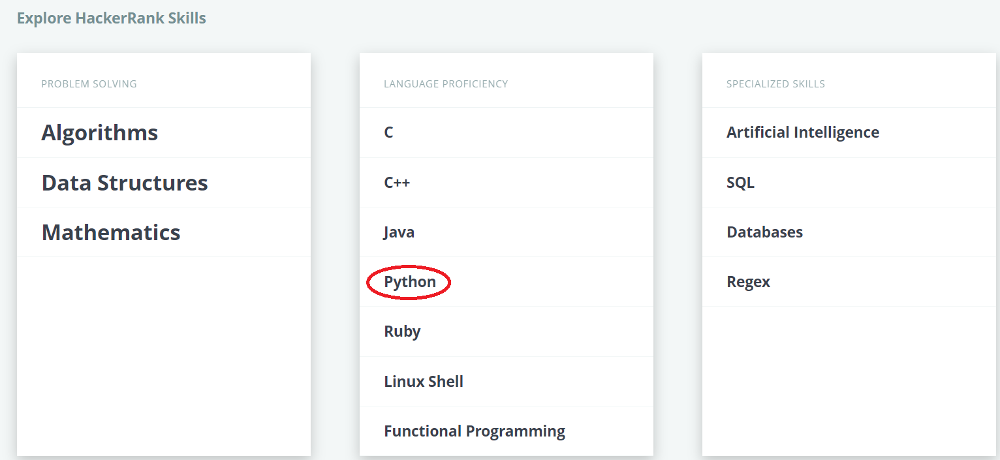 Explore HackerRank Skills
PROBLEM SOLVING
Algorithms
Data Structures
Mathematics
LANGUAGE PROFICIENCY
C
C++
Java
Python
Ruby
Linux Shell
Functional Programming
SPECIALIZED SKILLS
Artificial Intelligence
SQL
Databases
Regex